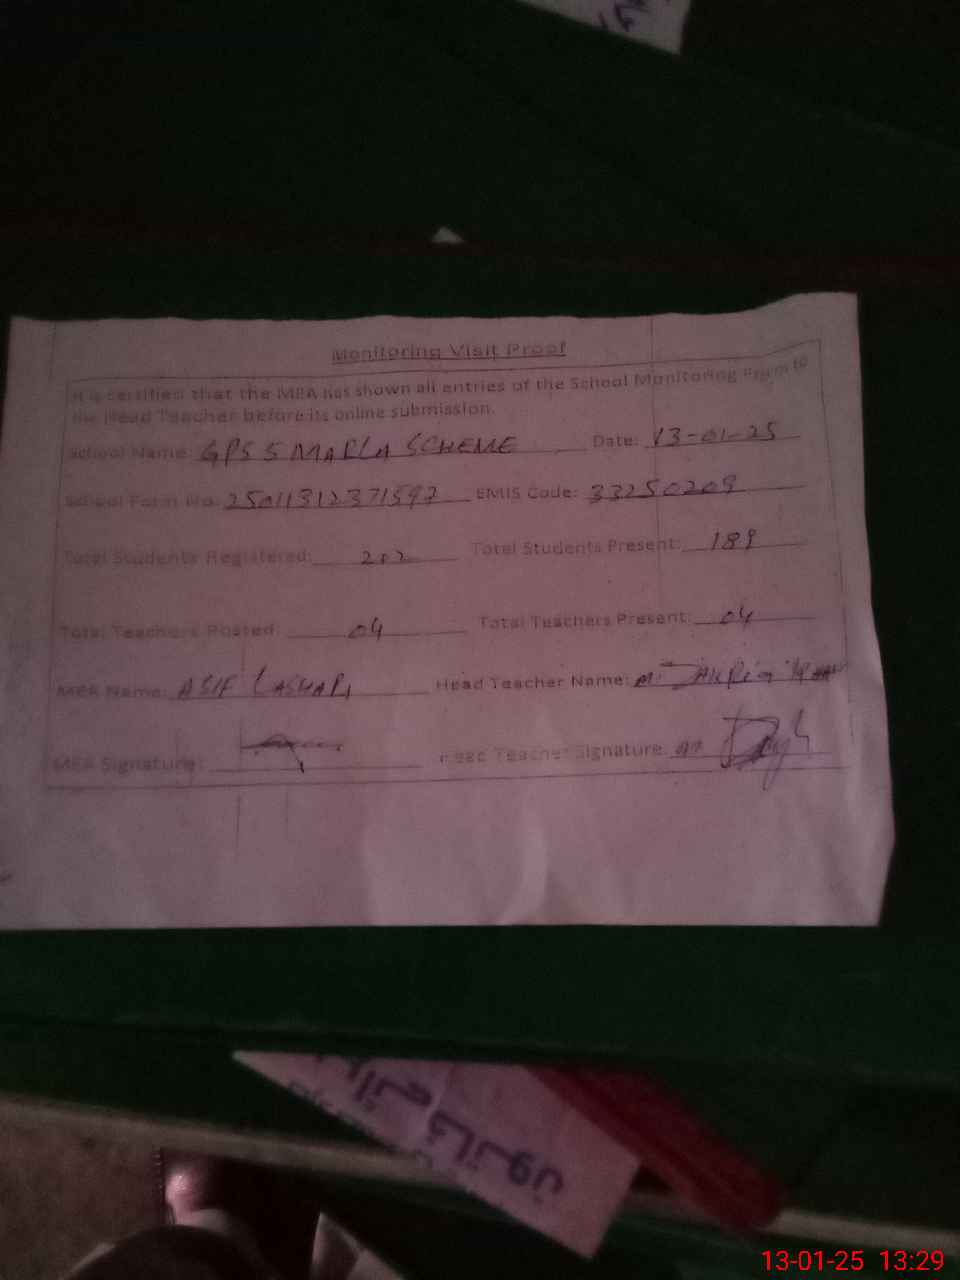 Monitoring Visit Proof
It is certified that the MEA has shown all entries of the School Monitoring Form to
the Head Teacher before its online submission.
School Name: GPS 5 MARLA SCHEME Date: 13-01-25
School Form No. 25011312371597 EMIS Code: 33250209
Total Students Registered: 202 Total Students Present: 189
Total Teachers Posted: 04 Total Teachers Present: 04
MEA Name: ASIF LASHARI Head Teacher Name:
MEA Signature: Head Teacher Signature:
13-01-25 13:29